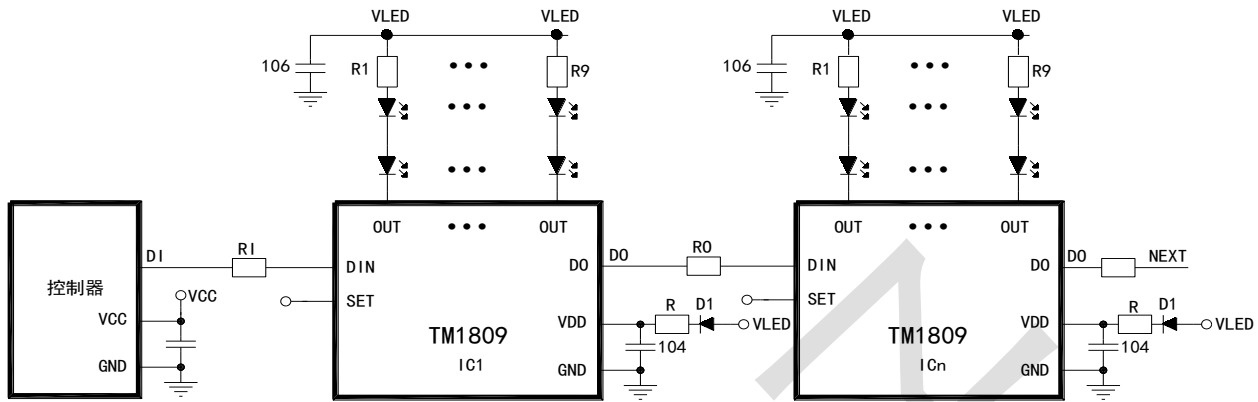 VLED VLED VLED VLED
106 R1 ••• R9 106 R1 ••• R9
•••  •••
•••  •••
OUT ••• OUT OUT ••• OUT
DI RI DIN DO DO RO DIN DO DO NEXT
控制器 VCC SET SET
VCC VDD R D1 VLED VDD R D1 VLED
TM1809 TM1809
104 104
GND IC1 GND ICn GND